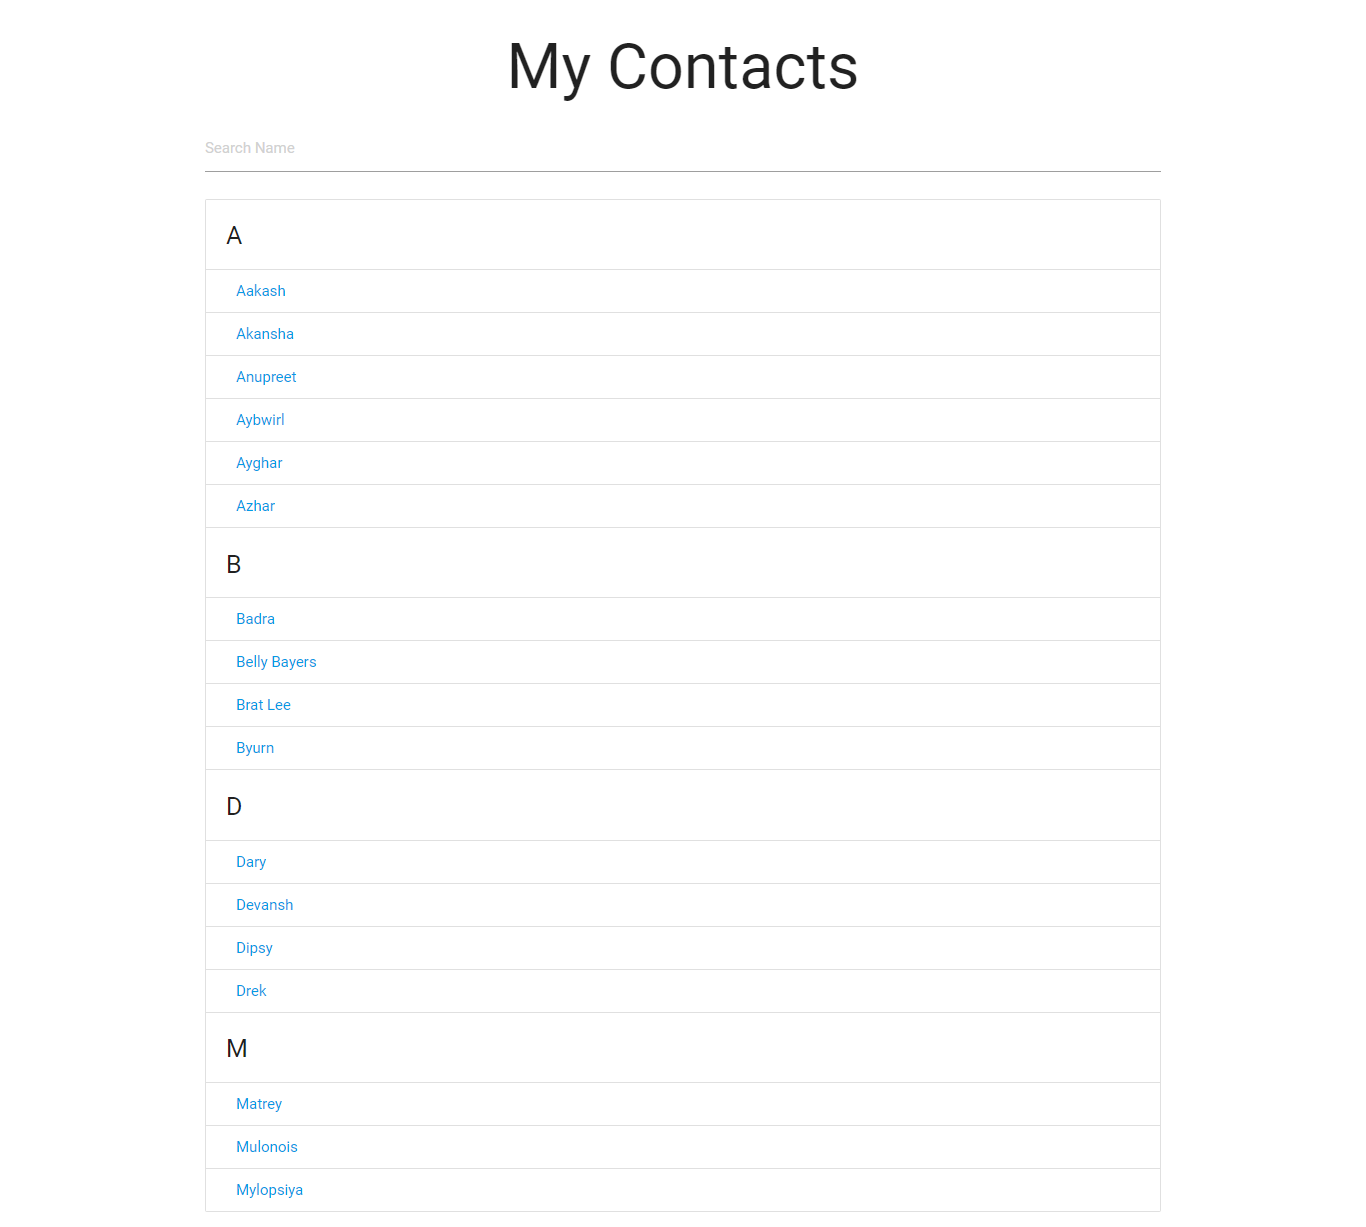 My Contacts
Search Name
A
Aakash
Akansha
Anupreet
Aybwirl
Ayghar
Azhar
B
Badra
Belly Bayers
Brat Lee
Byurn
D
Dary
Devansh
Dipsy
Drek
M
Matrey
Mulonois
Mylopsiya